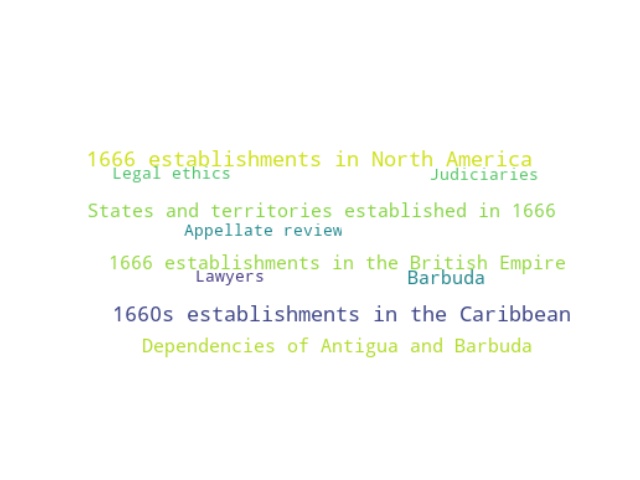 1666 establishments in North America
Legal ethics
Judiciaries
States and territories established in 1666
Appellate review
1666 establishments in the British Empire
Lawyers
Barbuda
1660s establishments in the Caribbean
Dependencies of Antigua and Barbuda